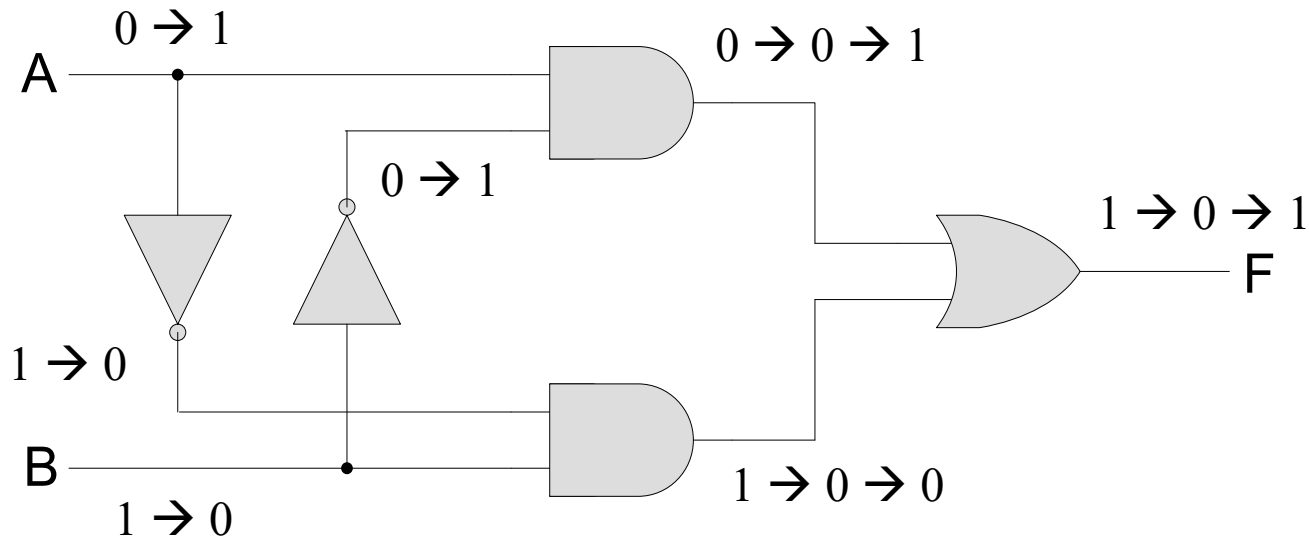 0 → 1
A
0 → 0 → 1
0 → 1
1 → 0 → 1
F
1 → 0
B
1 → 0 → 0
1 → 0